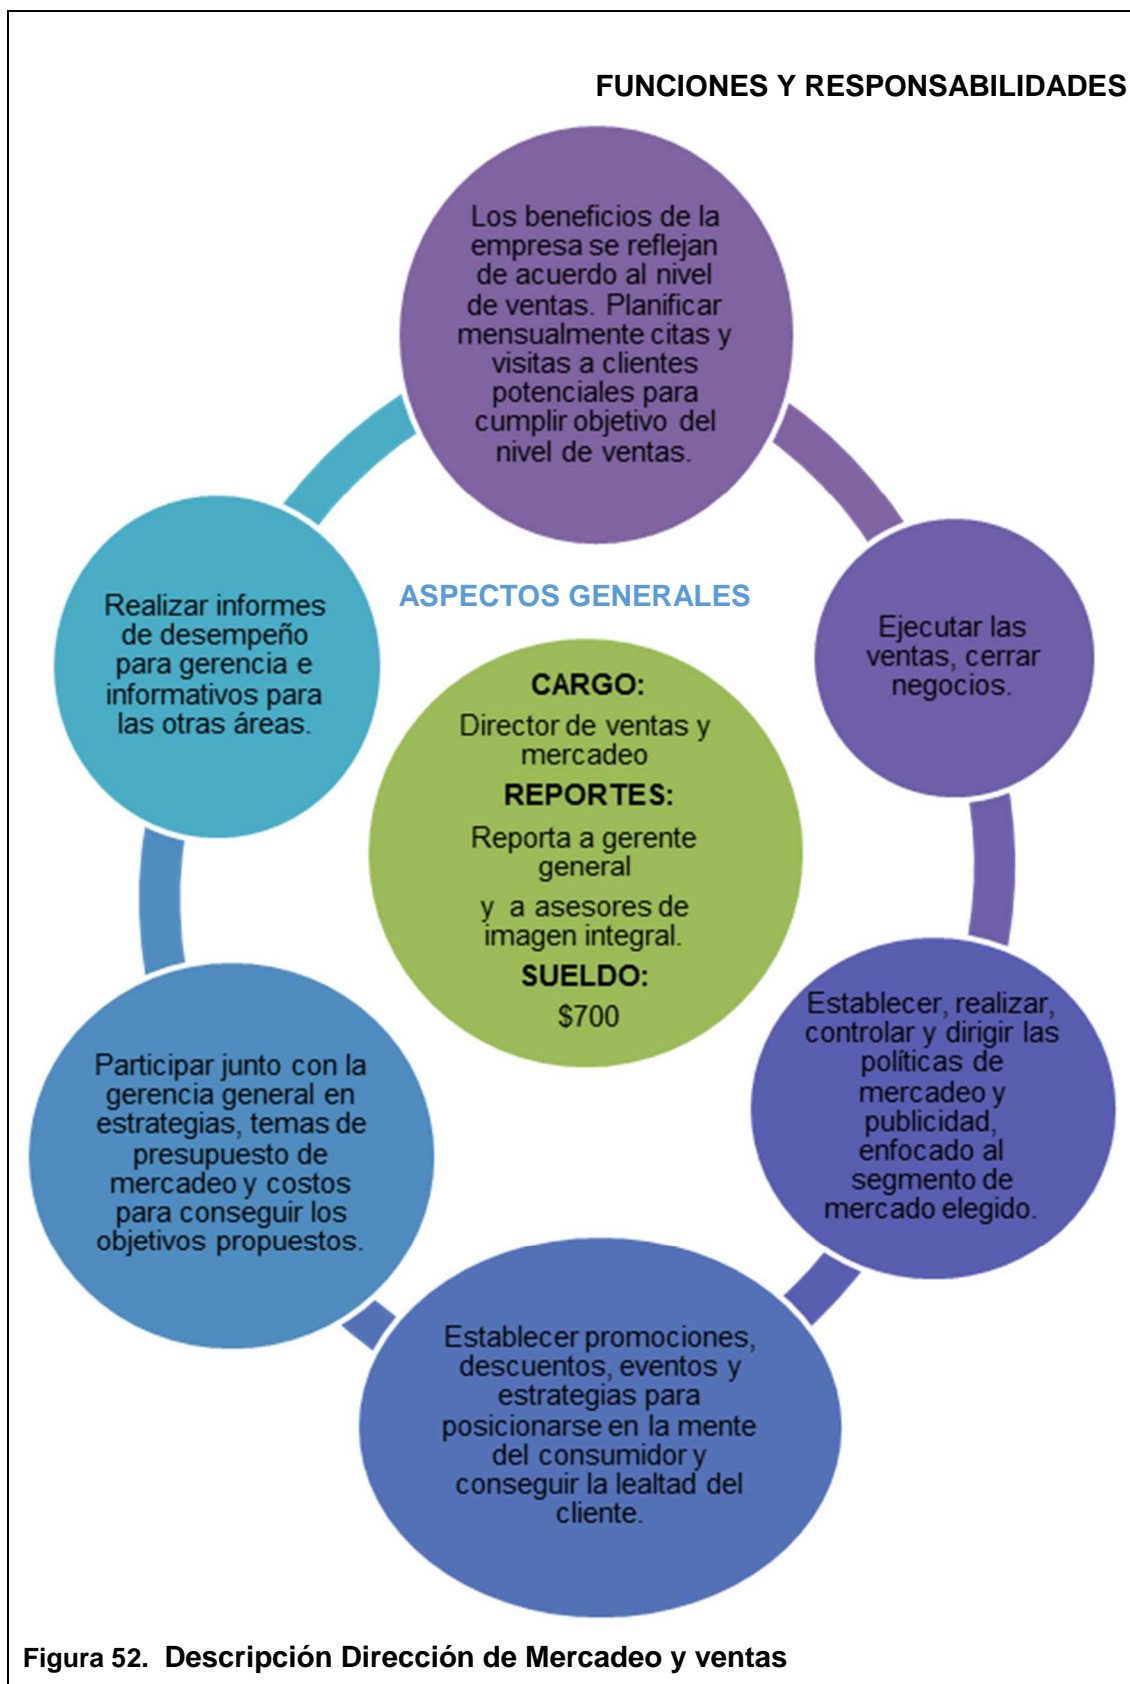 FUNCIONES Y RESPONSABILIDADES
Los beneficios de la
empresa se reflejan
de acuerdo al nivel
de ventas. Planificar
mensualmente citas y
visitas a clientes
potenciales para
cumplir objetivo del
nivel de ventas.
Ejecutar las
ventas, cerrar
negocios.
Establecer, realizar,
controlar y dirigir las
políticas de
mercadeo y
publicidad,
enfocado al
segmento de
mercado elegido.
Establecer promociones,
descuentos, eventos y
estrategias para
posicionarse en la mente
del consumidor y
conseguir la lealtad del
cliente.
Participar junto con la
gerencia general en
estrategias, temas de
presupuesto de
mercadeo y costos
para conseguir los
objetivos propuestos.
Realizar informes
de desempeño
para gerencia e
informativos para
las otras áreas.
ASPECTOS GENERALES
CARGO:
Director de ventas y
mercadeo
REPORTES:
Reporta a gerente
general
y a asesores de
imagen integral.
SUELDO:
$700
Figura 52. Descripción Dirección de Mercadeo y ventas